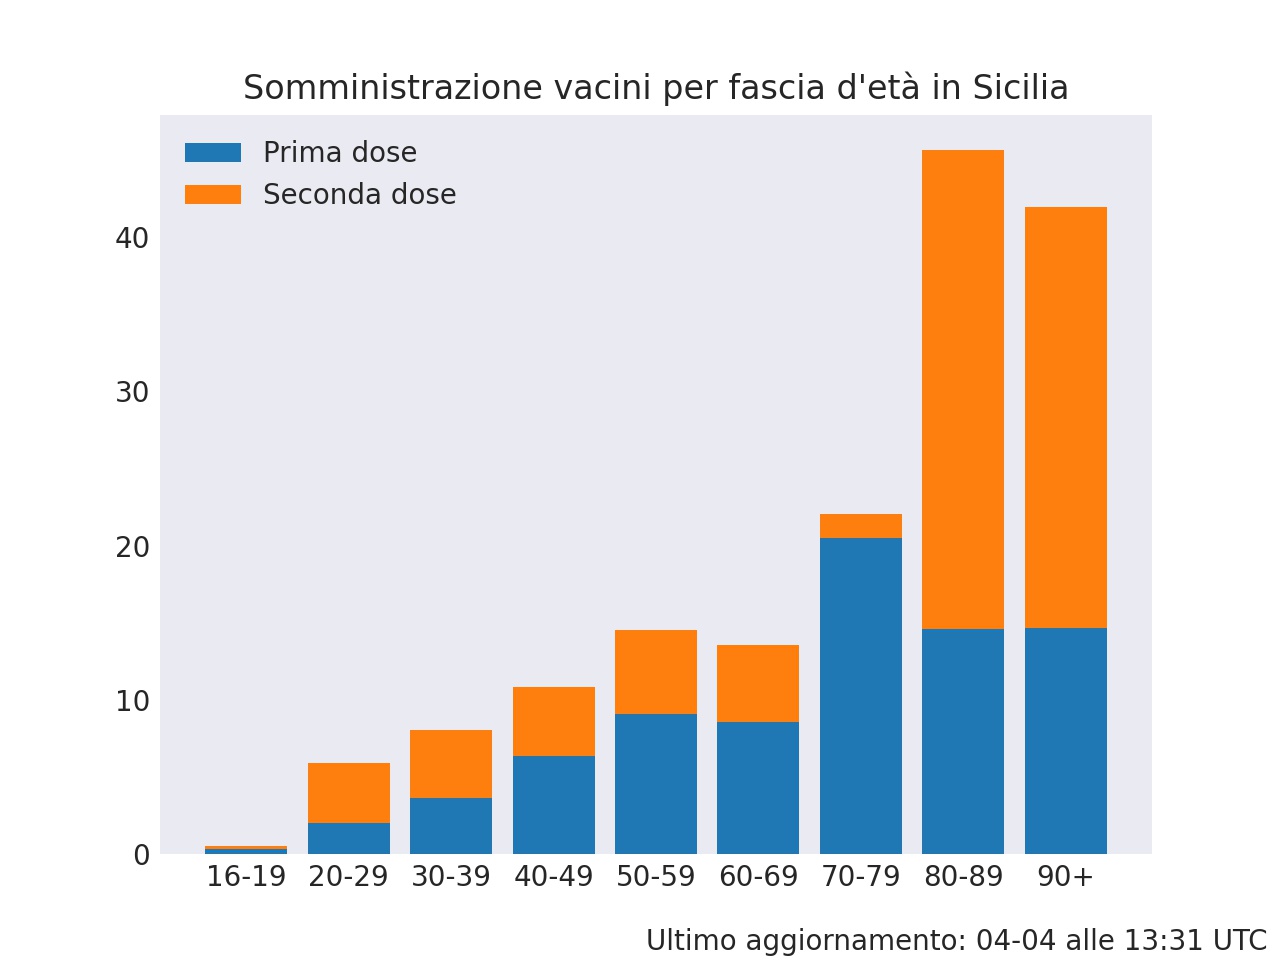 Somministrazione vacini per fascia d'età in Sicilia
Prima dose
Seconda dose
40
30
20
10
0
16-19 20-29 30-39 40-49 50-59 60-69 70-79 80-89 90+
Ultimo aggiornamento: 04-04 alle 13:31 UTC